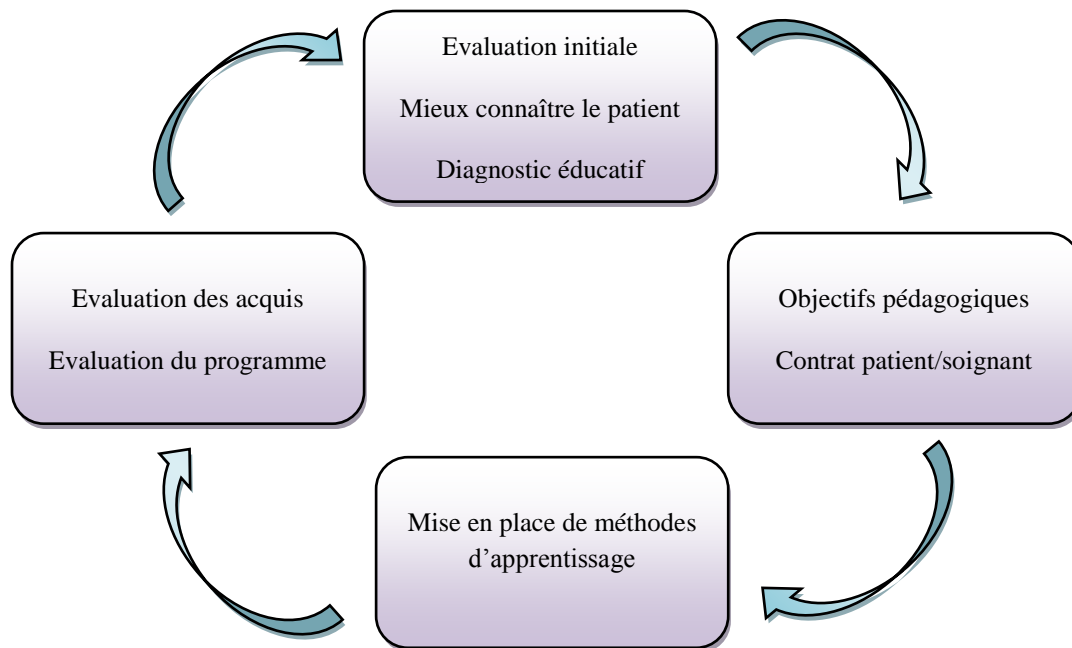 Evaluation initiale
Mieux connaître le patient
Diagnostic éducatif
Evaluation des acquis
Evaluation du programme
Objectifs pédagogiques
Contrat patient/soignant
Mise en place de méthodes
d’apprentissage